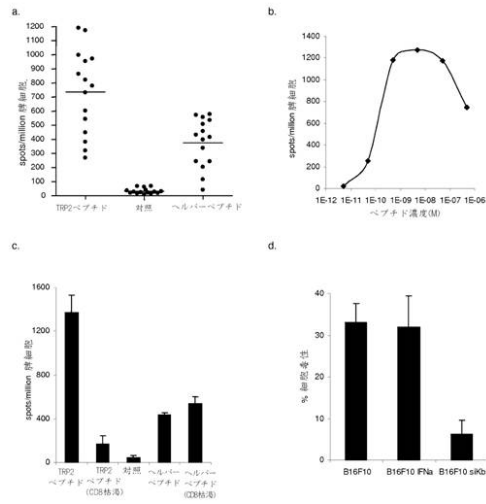 a.
spots/million 脾細胞
1200
1100
1000
900
800
700
600
500
400
300
200
100
0
TRP2ペプチド
対照
ヘルパーペプチド
b.
spots/million 脾細胞
1400
1200
1000
800
600
400
200
0
1E-12
1E-11
1E-10
1E-09
1E-08
1E-07
1E-06
ペプチド濃度(M)
c.
spots/million 脾細胞
1600
1200
800
400
0
TRP2
ペプチド
TRP2
ペプチド
(CD8枯渇)
対照
ヘルパー
ペプチド
ヘルパー
ペプチド
(CD8枯渇)
d.
% 細胞毒性
40
30
20
10
0
B16F10
B16F10 IFNa
B16F10 siKb